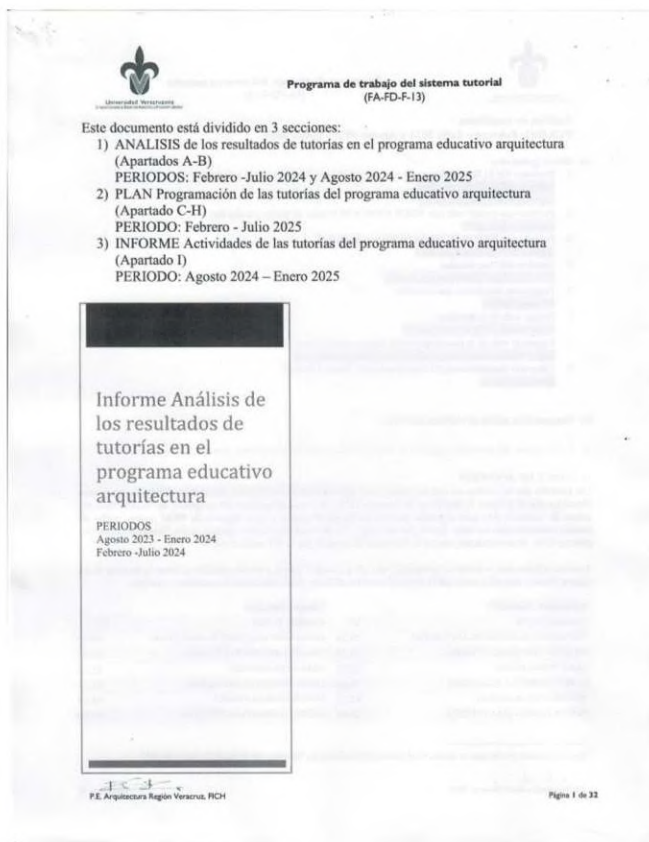 Universidad Veracruzana
Programa de trabajo del sistema tutorial
(FA-FD-F-13)
Este documento está dividido en 3 secciones:
1) ANALISIS de los resultados de tutorías en el programa educativo arquitectura
(Apartados A-B)
PERIODOS: Febrero -Julio 2024 y Agosto 2024 - Enero 2025
2) PLAN Programación de las tutorías del programa educativo arquitectura
(Apartado C-H)
PERIODO: Febrero - Julio 2025
3) INFORME Actividades de las tutorías del programa educativo arquitectura
(Apartado I)
PERIODO: Agosto 2024 – Enero 2025
Informe Análisis de
los resultados de
tutorías en el
programa educativo
arquitectura
PERIODOS
Agosto 2023 - Enero 2024
Febrero -Julio 2024
P.E. Arquitectura Región Veracruz, FICH
Página 1 de 32